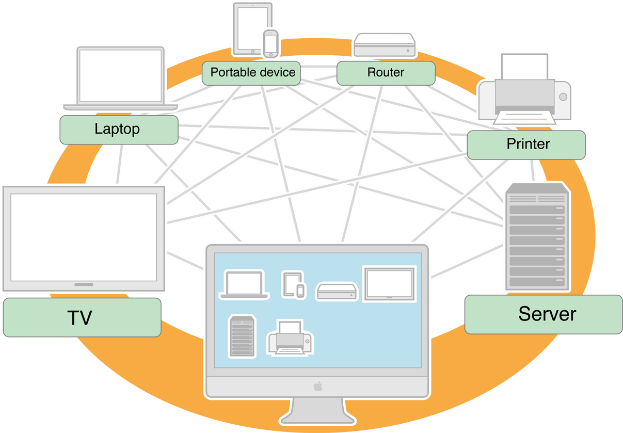 Portable device
Router
Laptop
Printer
TV
Server